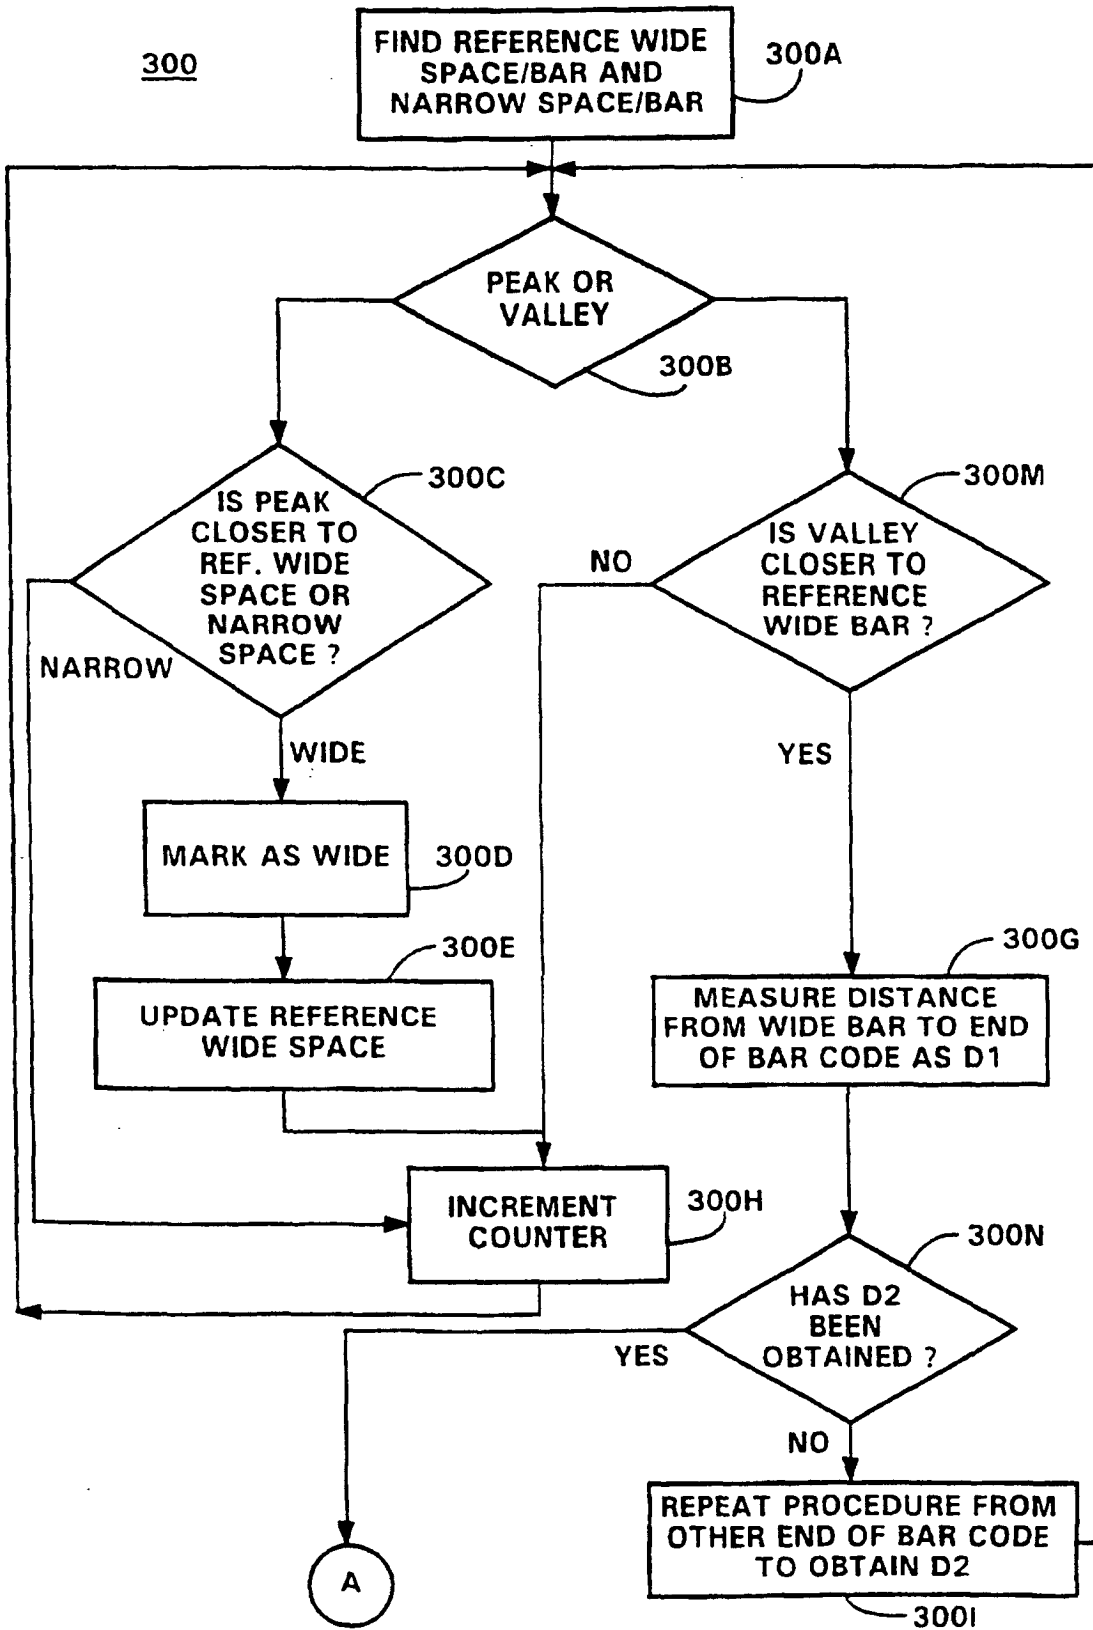 300
FIND REFERENCE WIDE
SPACE/BAR AND
NARROW SPACE/BAR
300A
PEAK OR
VALLEY
300B
IS PEAK
CLOSER TO
REF. WIDE
SPACE OR
NARROW
SPACE ?
300C
NARROW
WIDE
IS VALLEY
CLOSER TO
REFERENCE
WIDE BAR ?
300M
NO
YES
MARK AS WIDE
300D
UPDATE REFERENCE
WIDE SPACE
300E
MEASURE DISTANCE
FROM WIDE BAR TO END
OF BAR CODE AS D1
300G
INCREMENT
COUNTER
300H
HAS D2
BEEN
OBTAINED ?
300N
YES
NO
REPEAT PROCEDURE FROM
OTHER END OF BAR CODE
TO OBTAIN D2
300I
A